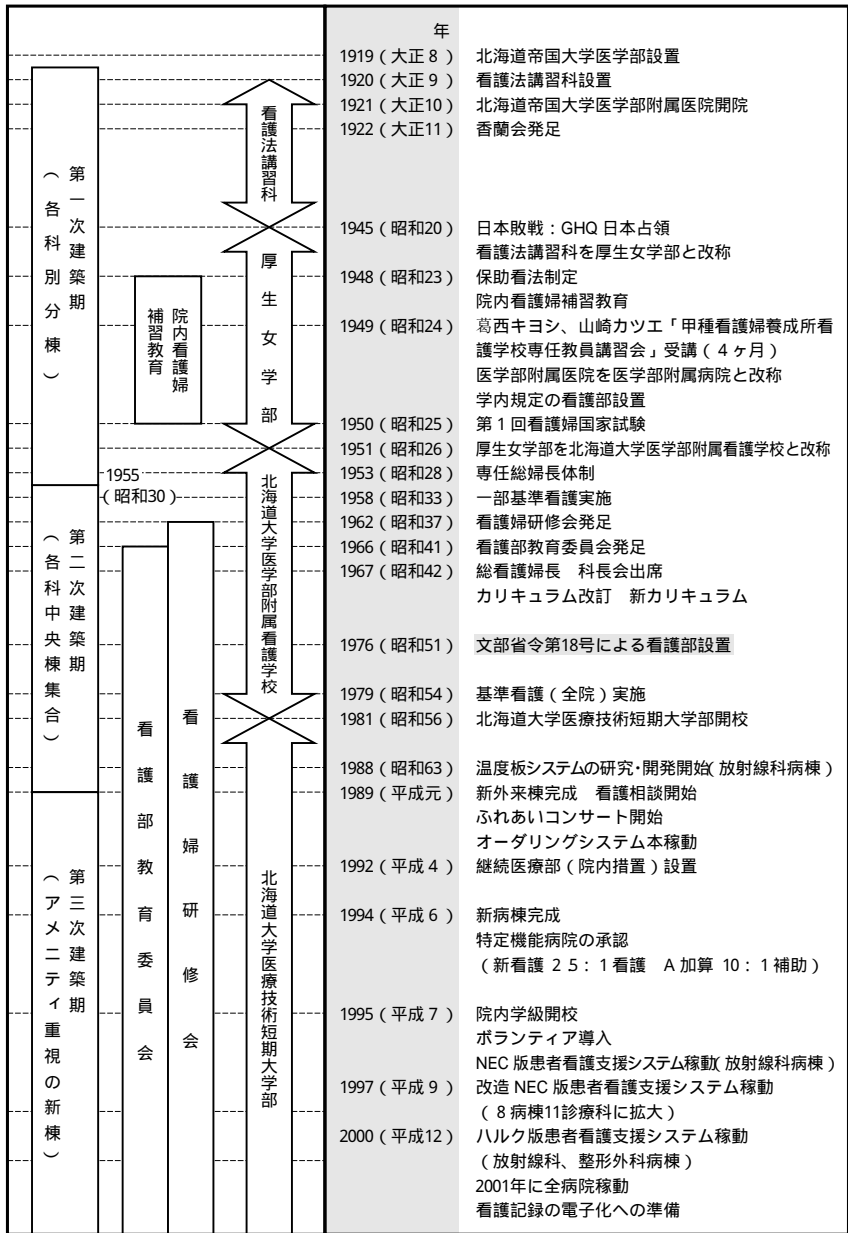 年
1919（大正 8 ） 北海道帝国大学医学部設置
1920（大正 9 ） 看護法講習科設置
1921（大正10） 北海道帝国大学医学部附属医院開院
1922（大正11） 香蘭会発足
1945（昭和20） 日本敗戦：GHQ 日本占領
看護法講習科を厚生女学部と改称
1948（昭和23） 保助看法制定
院内看護婦補習教育
1949（昭和24） 葛西キヨシ、山崎カツエ「甲種看護婦養成所看
護学校専任教員講習会」受講（４ヶ月）
医学部附属医院を医学部附属病院と改称
学内規定の看護部設置
1950（昭和25） 第１回看護婦国家試験
1951（昭和26） 厚生女学部を北海道大学医学部附属看護学校と改称
1953（昭和28） 専任総婦長体制
1958（昭和33） 一部基準看護実施
1962（昭和37） 看護婦研修会発足
1966（昭和41） 看護部教育委員会発足
1967（昭和42） 総看護婦長　科長会出席
カリキュラム改訂　新カリキュラム
1976（昭和51） 文部省令第18号による看護部設置
1979（昭和54） 基準看護（全院）実施
1981（昭和56） 北海道大学医療技術短期大学部開校
1988（昭和63） 温度板システムの研究・開発開始（放射線科病棟）
1989（平成元） 新外来棟完成　看護相談開始
ふれあいコンサート開始
オーダリングシステム本稼動
1992（平成 4 ） 継続医療部（院内措置）設置
1994（平成 6 ） 新病棟完成
特定機能病院の承認
（新看護 2 5：1 看護　A 加算 10：1 補助）
1995（平成 7 ） 院内学級開校
ボランティア導入
NEC 版患者看護支援システム稼動（放射線科病棟）
1997（平成 9 ） 改造 NEC 版患者看護支援システム稼動
（８病棟11診療科に拡大）
2000（平成12） ハルク版患者看護支援システム稼動
（放射線科、整形外科病棟）
2001年に全病院稼動
看護記録の電子化への準備
第一次建築期
（各科別分棟）
1955
（昭和30）
第二次建築期
（各科中央棟集合）
第三次建築期
（アメニティ重視の新棟）
院内看護婦
補習教育
看護部教育委員会
看護婦研修会
看護法講習科
厚生女学部
北海道大学医学部附属看護学校
北海道大学医療技術短期大学部